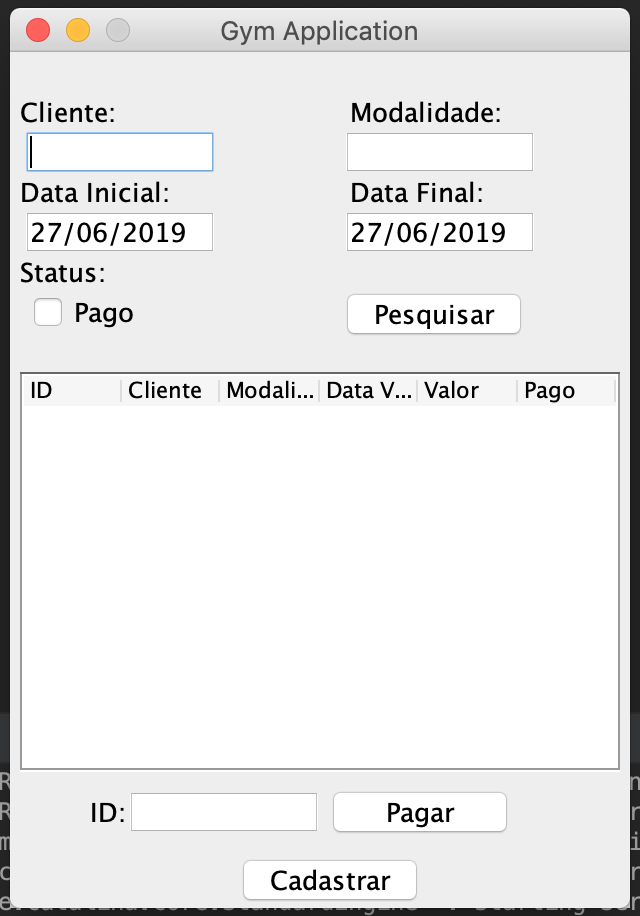 Gym Application
Cliente: Modalidade:
Data Inicial: Data Final:
27/06/2019 27/06/2019
Status:
Pago Pesquisar
ID Cliente Modali... Data V... Valor Pago
ID: Pagar
Cadastrar